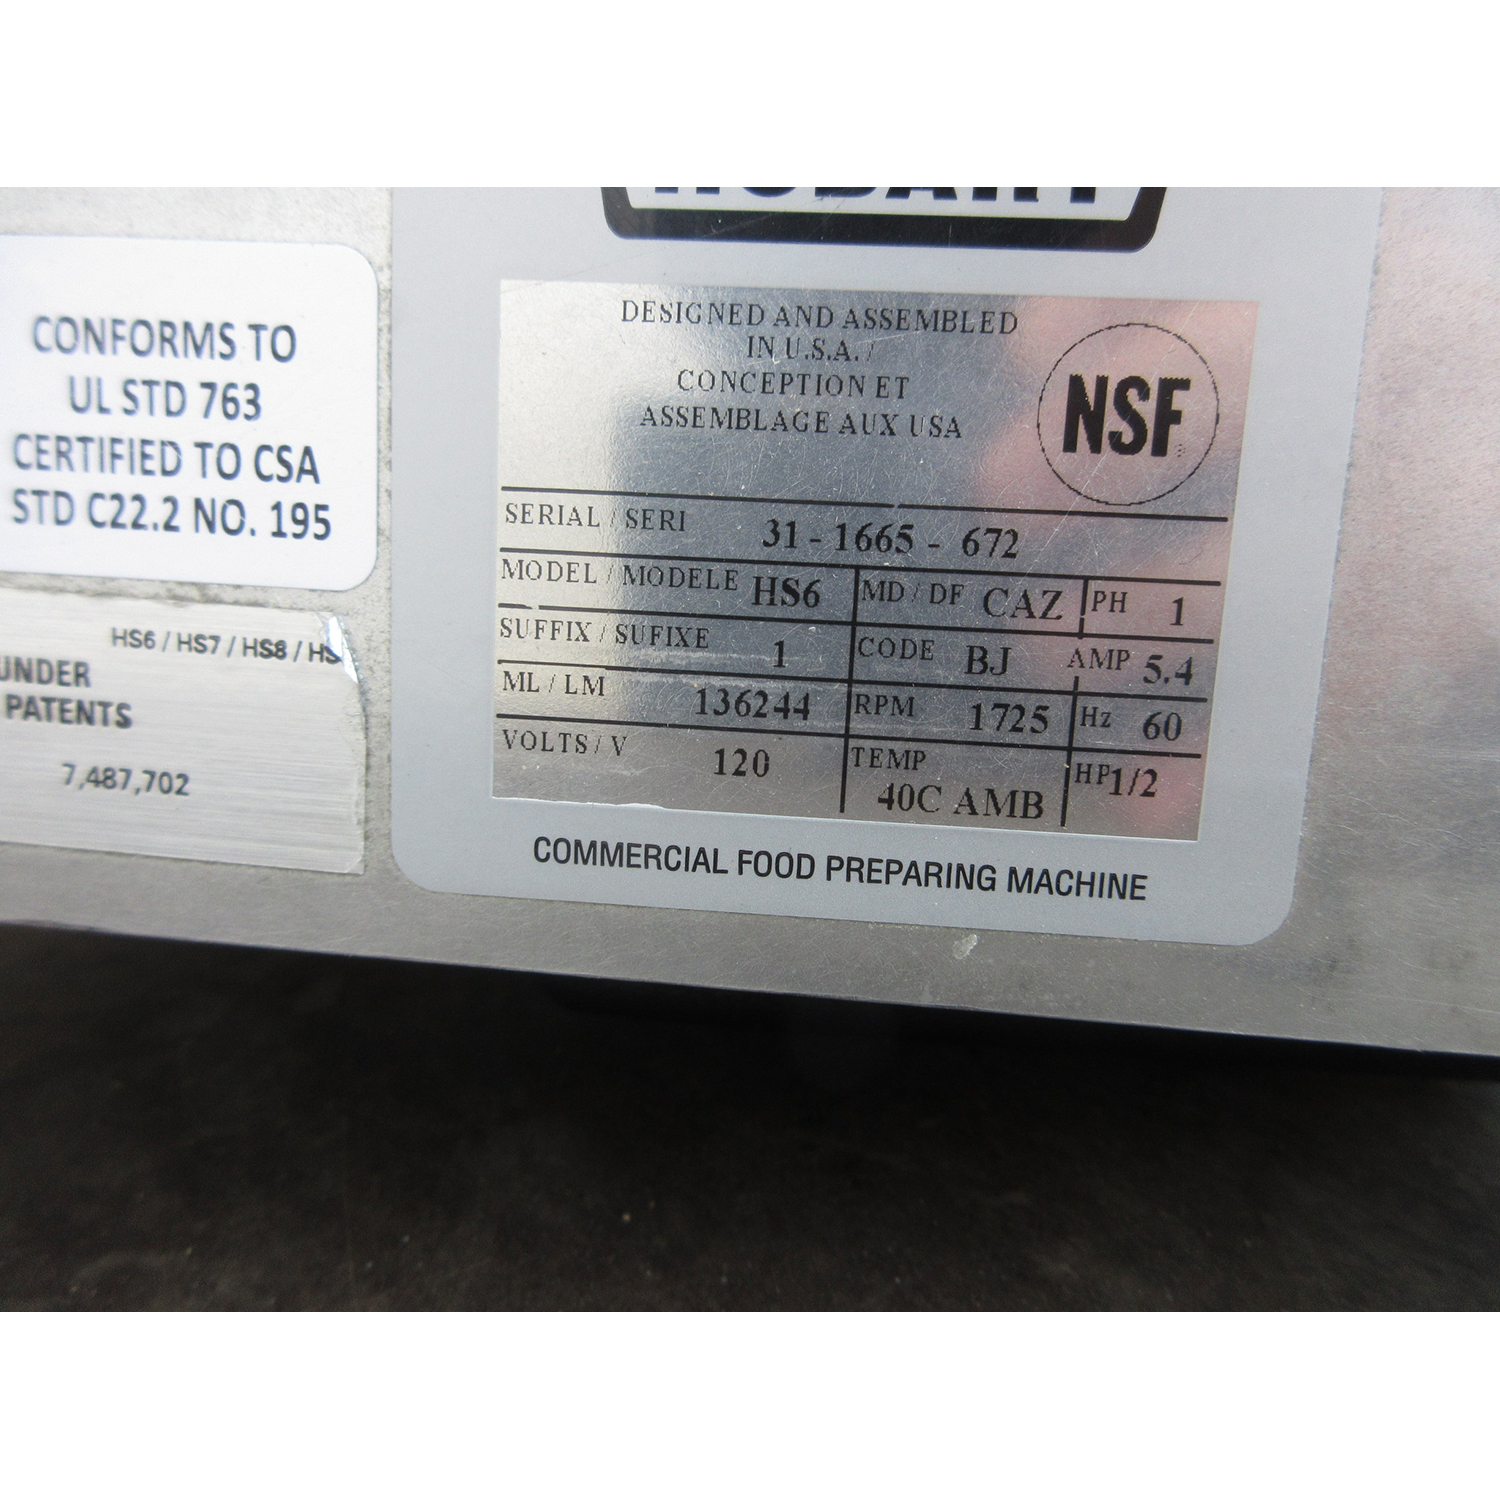 HOBART
CONFORMS TO
UL STD 763
CERTIFIED TO CSA
STD C22.2 NO. 195
HS6 / HS7 / HS8 / HS
UNDER
PATENTS
7,487,702
DESIGNED AND ASSEMBLED
IN U.S.A. /
CONCEPTION ET
ASSEMBLAGE AUX USA
NSF
SERIAL / SERI 31 - 1665 - 672
MODEL / MODELE HS6 MD / DF CAZ PH 1
SUFFIX / SUFIXE 1 CODE BJ AMP 5.4
ML / LM 136244 RPM 1725 Hz 60
VOLTS / V 120 TEMP 40C AMB HP 1/2
COMMERCIAL FOOD PREPARING MACHINE